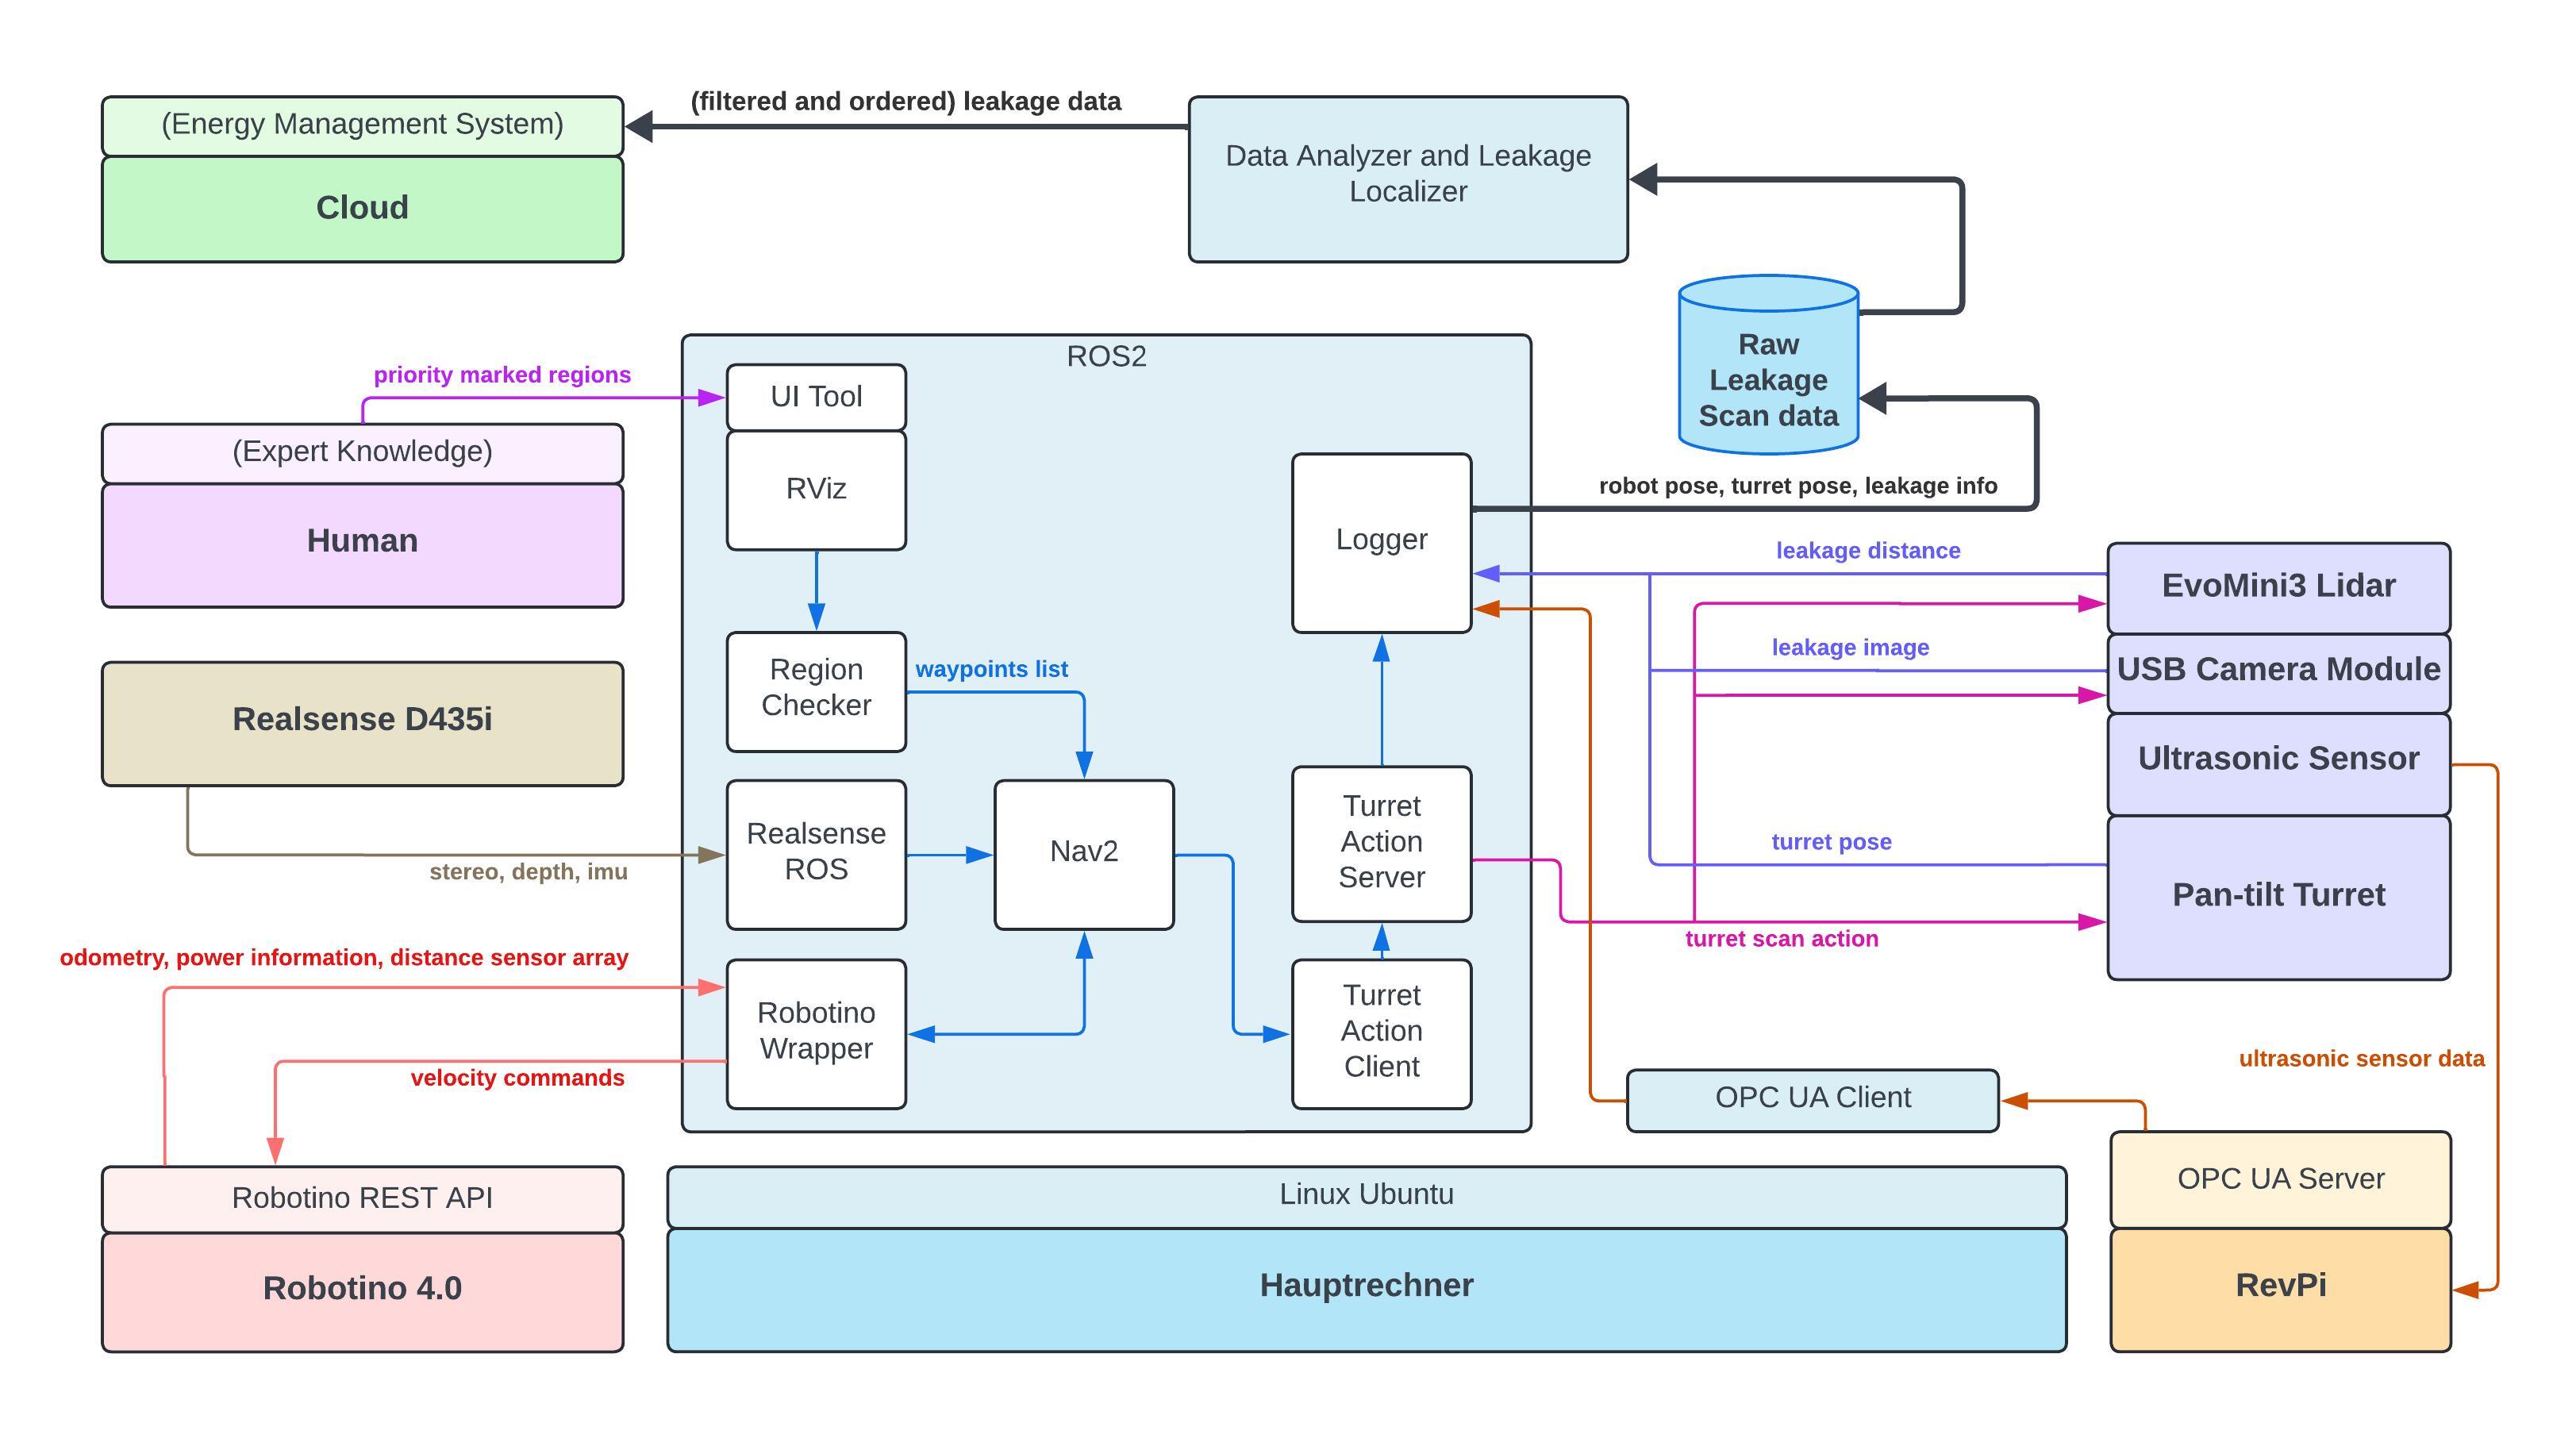 (filtered and ordered) leakage data
(Energy Management System)
Cloud
Data Analyzer and Leakage
Localizer
Raw
Leakage
Scan data
ROS2
priority marked regions
UI Tool
RViz
(Expert Knowledge)
Human
Logger
robot pose, turret pose, leakage info
leakage distance
EvoMini3 Lidar
leakage image
USB Camera Module
Ultrasonic Sensor
turret pose
Pan-tilt Turret
turret scan action
Region
Checker
waypoints list
Realsense D435i
stereo, depth, imu
Realsense
ROS
Nav2
Turret
Action
Server
odometry, power information, distance sensor array
Robotino
Wrapper
velocity commands
Turret
Action
Client
ultrasonic sensor data
OPC UA Client
OPC UA Server
RevPi
Robotino REST API
Robotino 4.0
Linux Ubuntu
Hauptrechner